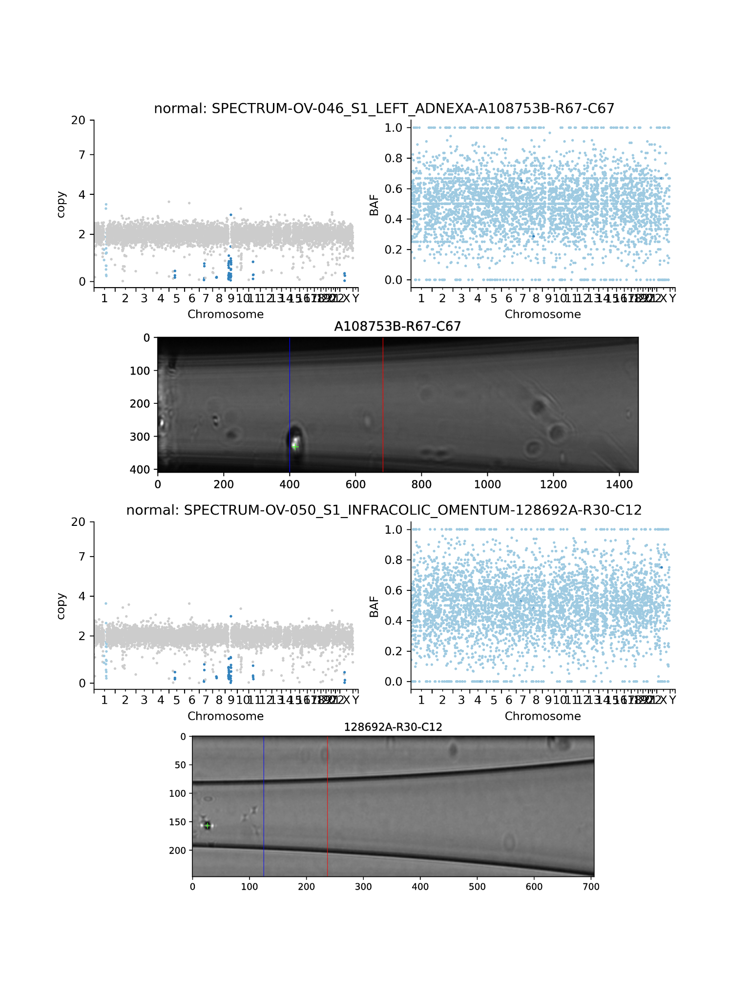 normal: SPECTRUM-OV-046_S1_LEFT_ADNEXA-A108753B-R67-C67
20
7
4
2
0
copy
1 2 3 4 5 6 7 8 9 10 11 12 13 14 15 16 17 18 19 20 21 22 X Y
Chromosome
1.0
0.8
0.6
0.4
0.2
0.0
BAF
1 2 3 4 5 6 7 8 9 10 11 12 13 14 15 16 17 18 19 20 21 22 X Y
Chromosome
A108753B-R67-C67
0
100
200
300
400
0 200 400 600 800 1000 1200 1400
normal: SPECTRUM-OV-050_S1_INFRACOLIC_OMENTUM-128692A-R30-C12
20
7
4
2
0
copy
1 2 3 4 5 6 7 8 9 10 11 12 13 14 15 16 17 18 19 20 21 22 X Y
Chromosome
1.0
0.8
0.6
0.4
0.2
0.0
BAF
1 2 3 4 5 6 7 8 9 10 11 12 13 14 15 16 17 18 19 20 21 22 X Y
Chromosome
128692A-R30-C12
0
50
100
150
200
0 100 200 300 400 500 600 700